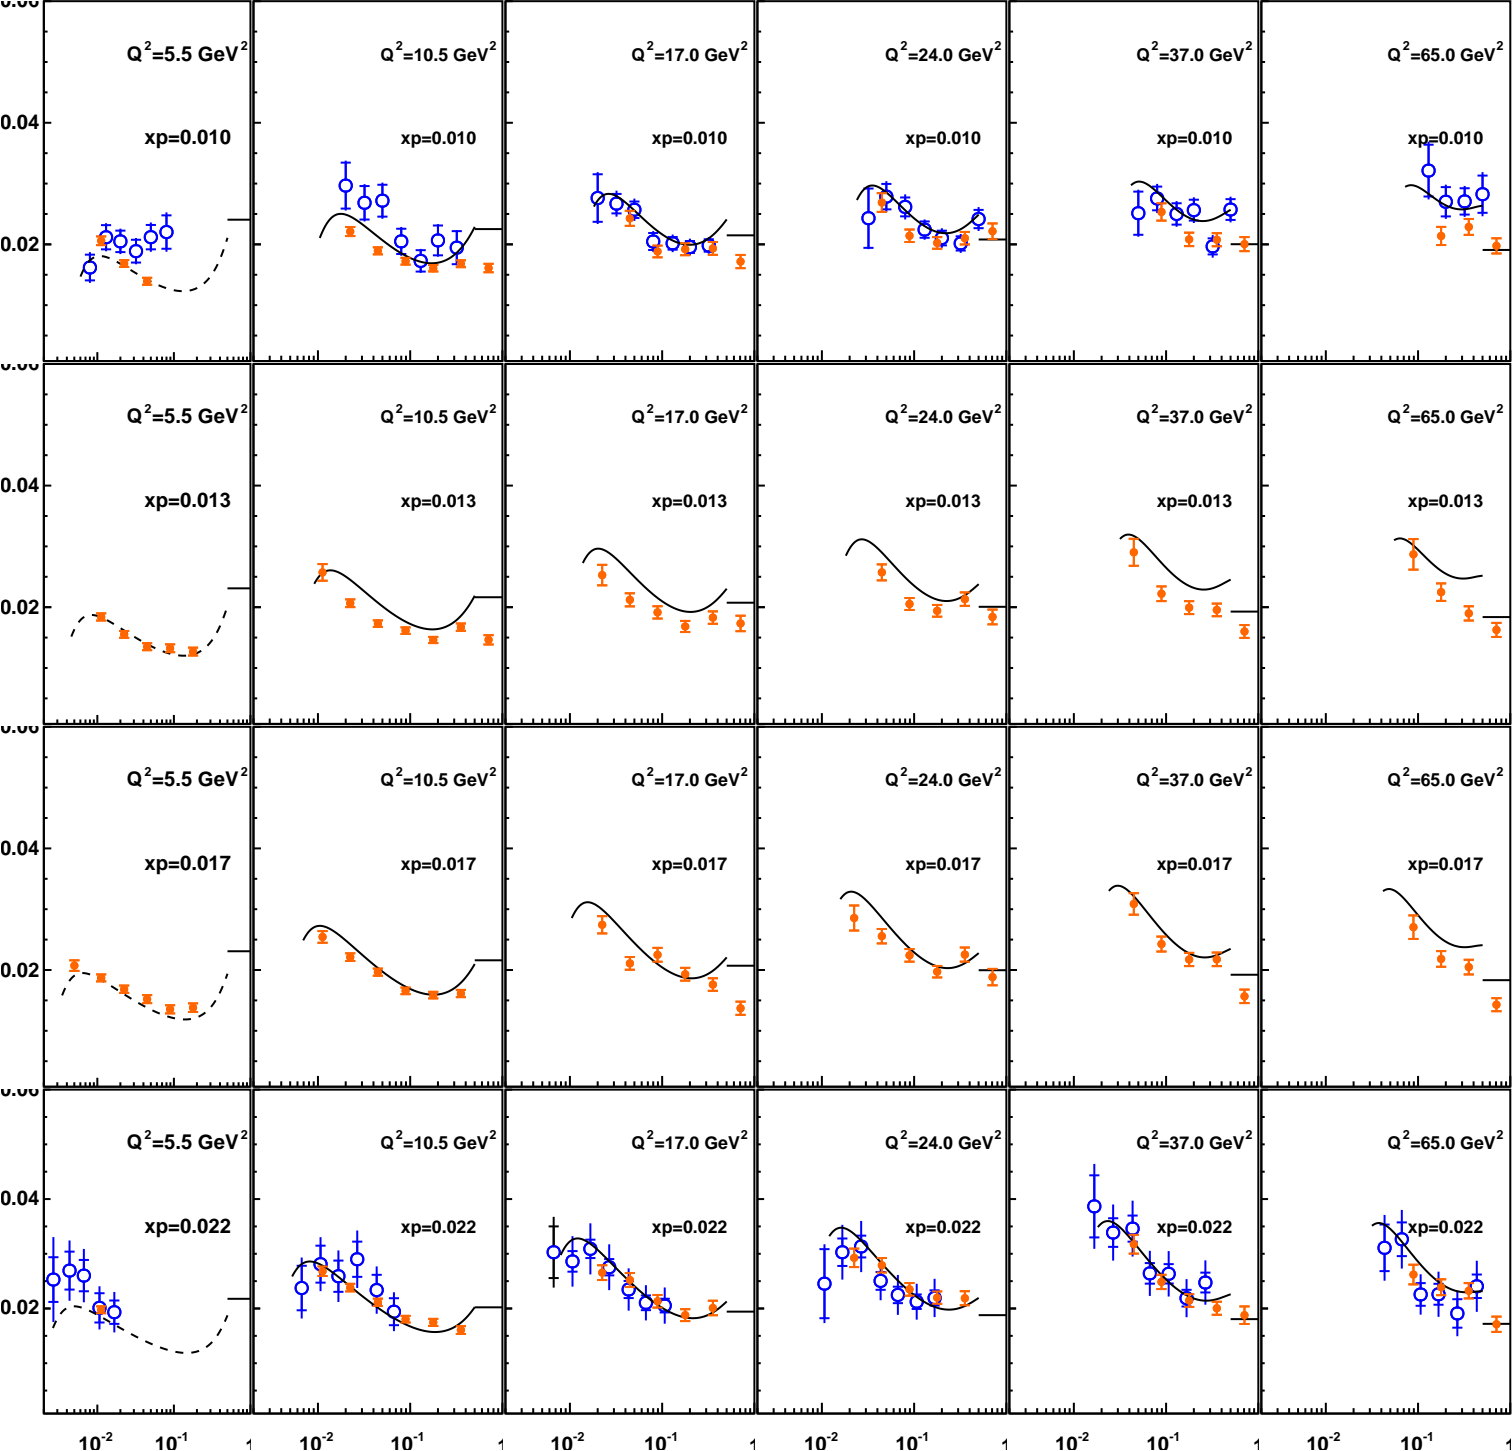 0.06
Q²=5.5 GeV² Q²=10.5 GeV² Q²=17.0 GeV² Q²=24.0 GeV² Q²=37.0 GeV² Q²=65.0 GeV²
0.04
xp=0.010 xp=0.010 xp=0.010 xp=0.010 xp=0.010 xp=0.010
0.02
0.06
Q²=5.5 GeV² Q²=10.5 GeV² Q²=17.0 GeV² Q²=24.0 GeV² Q²=37.0 GeV² Q²=65.0 GeV²
0.04
xp=0.013 xp=0.013 xp=0.013 xp=0.013 xp=0.013 xp=0.013
0.02
0.06
Q²=5.5 GeV² Q²=10.5 GeV² Q²=17.0 GeV² Q²=24.0 GeV² Q²=37.0 GeV² Q²=65.0 GeV²
0.04
xp=0.017 xp=0.017 xp=0.017 xp=0.017 xp=0.017 xp=0.017
0.02
0.06
Q²=5.5 GeV² Q²=10.5 GeV² Q²=17.0 GeV² Q²=24.0 GeV² Q²=37.0 GeV² Q²=65.0 GeV²
0.04
xp=0.022 xp=0.022 xp=0.022 xp=0.022 xp=0.022 xp=0.022
0.02
10⁻² 10⁻¹ 1 10⁻² 10⁻¹ 1 10⁻² 10⁻¹ 1 10⁻² 10⁻¹ 1 10⁻² 10⁻¹ 1 10⁻² 10⁻¹ 1